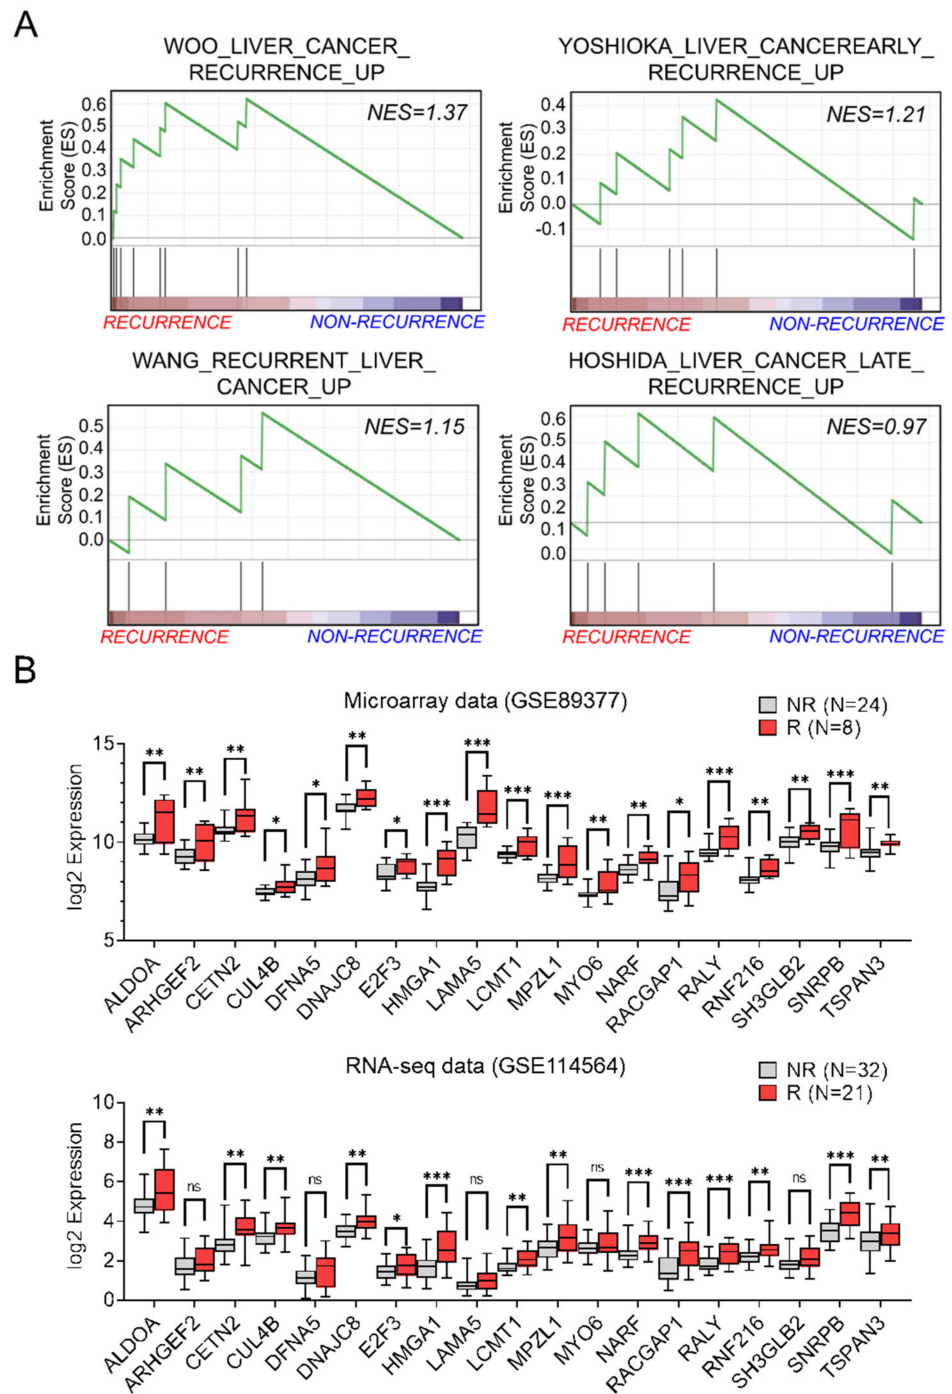 A
WOO_LIVER_CANCER_
RECURRENCE_UP
NES=1.37
Enrichment
Score (ES)
0.6
0.5
0.4
0.3
0.2
0.1
0.0
RECURRENCE
NON-RECURRENCE
YOSHIOKA_LIVER_CANCEREARLY_
RECURRENCE_UP
NES=1.21
Enrichment
Score (ES)
0.4
0.3
0.2
0.1
0.0
-0.1
RECURRENCE
NON-RECURRENCE
WANG_RECURRENT_LIVER_
CANCER_UP
NES=1.15
Enrichment
Score (ES)
0.5
0.4
0.3
0.2
0.1
0.0
RECURRENCE
NON-RECURRENCE
HOSHIDA_LIVER_CANCER_LATE_
RECURRENCE_UP
NES=0.97
Enrichment
Score (ES)
0.6
0.5
0.4
0.3
0.2
0.1
0.0
RECURRENCE
NON-RECURRENCE
B
Microarray data (GSE89377)
NR (N=24)
R (N=8)
log2 Expression
15
10
5
** ** ** * * ** * *** *** *** *** ** ** * *** ** ** *** **
ALDOA
ARHGEF2
CETN2
CUL4B
DFNA5
DNAJC8
E2F3
HMGA1
LAMA5
LCMT1
MPZL1
MYO6
NARF
RACGAP1
RALY
RNF216
SH3GLB2
SNRPB
TSPAN3
RNA-seq data (GSE114564)
NR (N=32)
R (N=21)
log2 Expression
10
8
6
4
2
0
** ns ** ** ns ** * *** ns ** ** ns *** *** *** ** ns *** **
ALDOA
ARHGEF2
CETN2
CUL4B
DFNA5
DNAJC8
E2F3
HMGA1
LAMA5
LCMT1
MPZL1
MYO6
NARF
RACGAP1
RALY
RNF216
SH3GLB2
SNRPB
TSPAN3